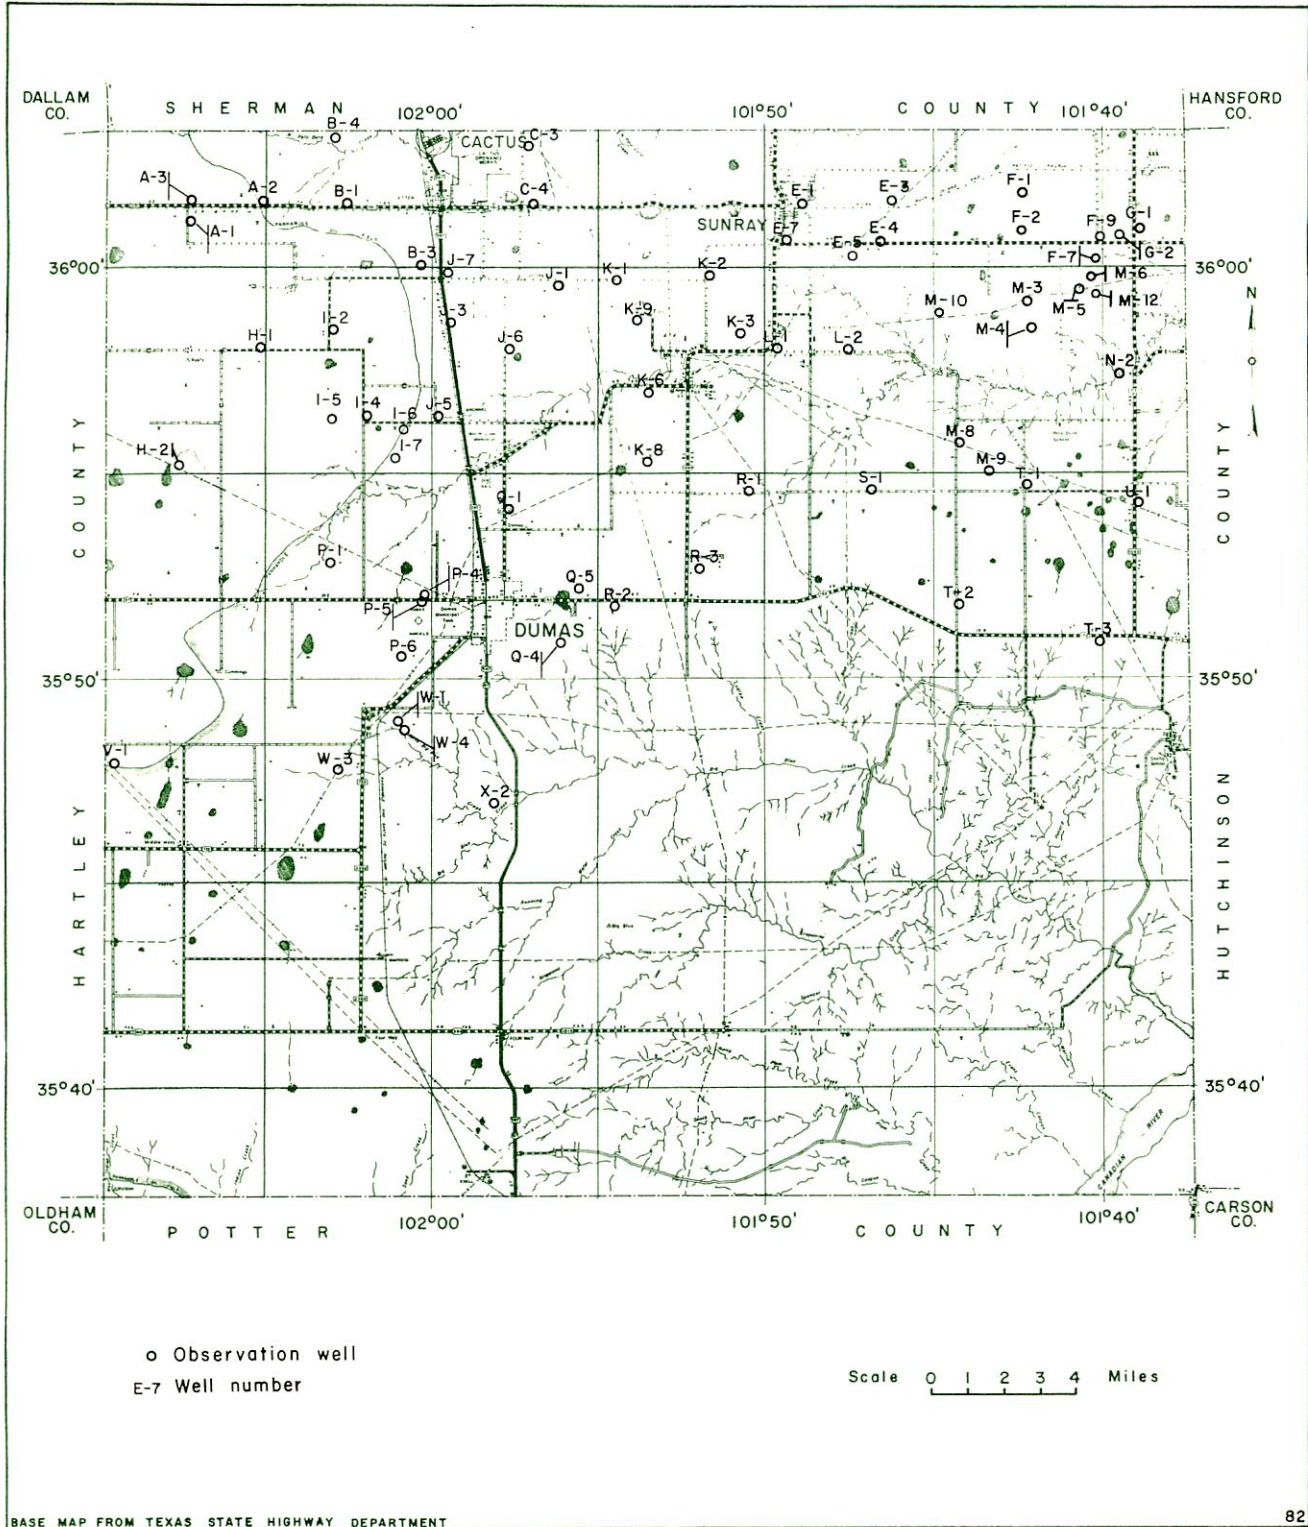 DALLAM CO.
SHERMAN
COUNTY
HANSFORD CO.
102°00'
101°50'
101°40'
B-4
CACTUS
C-3
A-3
A-2
B-1
C-4
E-1
E-3
F-1
A-1
SUNRAY
E-7
E-4
F-2
F-9
G-1
E-5
F-7
G-2
36°00'
B-3
J-7
J-1
K-1
K-2
M-6
36°00'
M-3
M-5
M-12
M-10
N
I-2
J-3
K-9
K-3
M-4
H-1
J-6
L-1
L-2
N-2
K-6
I-5
I-4
I-6
J-5
I-7
H-2
K-8
M-8
M-9
T-1
R-1
S-1
U-1
Q-1
COUNTY
COUNTY
P-1
P-4
R-3
Q-5
R-2
T-2
P-5
DUMAS
T-3
P-6
Q-4
35°50'
35°50'
W-1
W-4
V-1
W-3
X-2
HARTLEY
HUTCHINSON
35°40'
35°40'
CANADIAN RIVER
OLDHAM CO.
POTTER
102°00'
101°50'
COUNTY
101°40'
CARSON CO.
o Observation well
E-7 Well number
Scale 0 1 2 3 4 Miles
BASE MAP FROM TEXAS STATE HIGHWAY DEPARTMENT
82